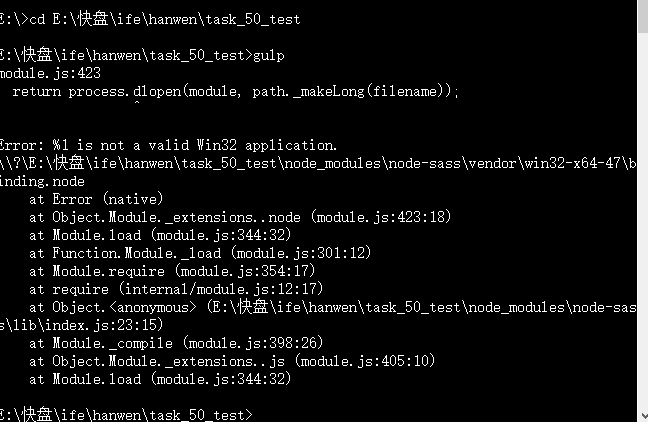 E:\>cd E:\快盘\ife\hanwen\task_50_test
E:\快盘\ife\hanwen\task_50_test>gulp
module.js:423
  return process.dlopen(module, path._makeLong(filename));
                 ^
Error: %1 is not a valid Win32 application.
\\?\E:\快盘\ife\hanwen\task_50_test\node_modules\node-sass\vendor\win32-x64-47\b
inding.node
    at Error (native)
    at Object.Module._extensions..node (module.js:423:18)
    at Module.load (module.js:344:32)
    at Function.Module._load (module.js:301:12)
    at Module.require (module.js:354:17)
    at require (internal/module.js:12:17)
    at Object.<anonymous> (E:\快盘\ife\hanwen\task_50_test\node_modules\node-sas
s\lib\index.js:23:15)
    at Module._compile (module.js:398:26)
    at Object.Module._extensions..js (module.js:405:10)
    at Module.load (module.js:344:32)
E:\快盘\ife\hanwen\task_50_test>